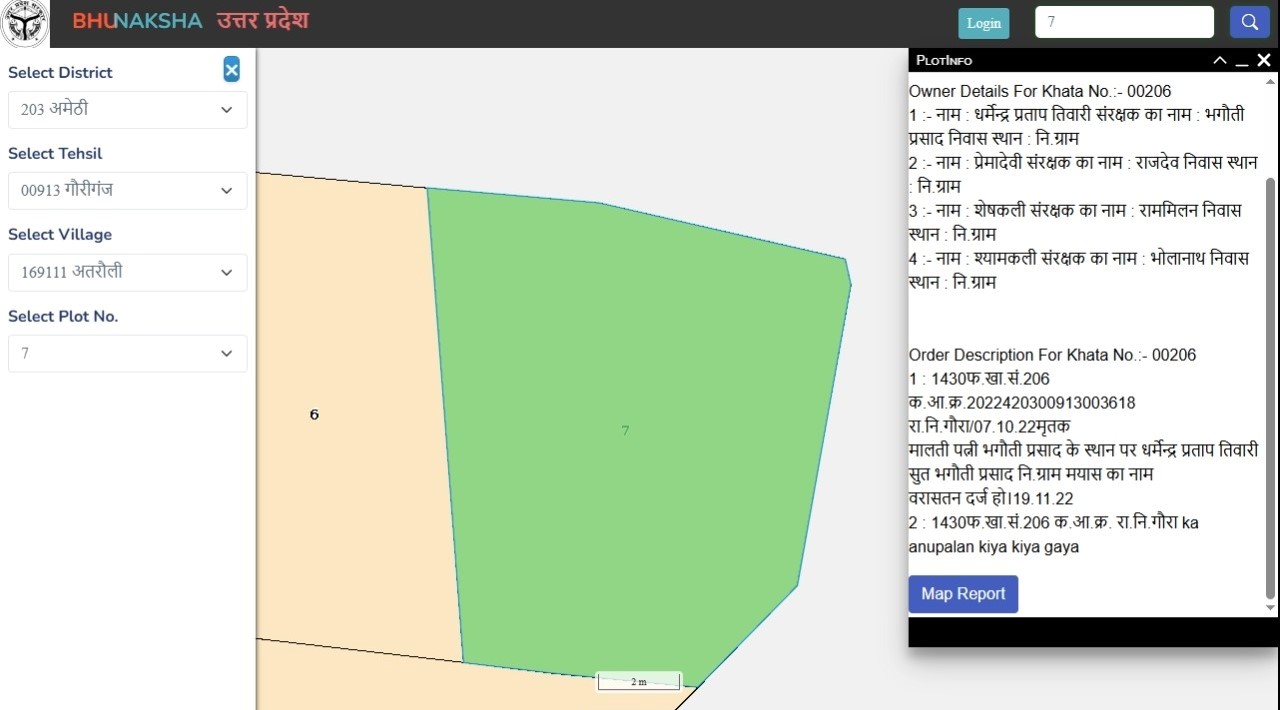 BHUNAKSHA उत्तर प्रदेश
Login
7
Select District
203 अमेठी
Select Tehsil
00913 गौरीगंज
Select Village
169111 अतरौली
Select Plot No.
7
6
7
2 m
PlotInfo
Owner Details For Khata No.:- 00206
1 :- नाम : धर्मेन्द्र प्रताप तिवारी संरक्षक का नाम : भगौती
प्रसाद निवास स्थान : नि.ग्राम
2 :- नाम : प्रेमादेवी संरक्षक का नाम : राजदेव निवास स्थान
: नि.ग्राम
3 :- नाम : शेषकली संरक्षक का नाम : राममिलन निवास
स्थान : नि.ग्राम
4 :- नाम : श्यामकली संरक्षक का नाम : भोलानाथ निवास
स्थान : नि.ग्राम
Order Description For Khata No.:- 00206
1 : 1430फ.खा.सं.206
क.आ.क्र.2022420300913003618
रा.नि.गौरा/07.10.22मृतक
मालती पत्नी भगौती प्रसाद के स्थान पर धर्मेन्द्र प्रताप तिवारी
सुत भगौती प्रसाद नि.ग्राम मयास का नाम
वरासतन दर्ज हो।19.11.22
2 : 1430फ.खा.सं.206 क.आ.क्र. रा.नि.गौरा ka
anupalan kiya kiya gaya
Map Report